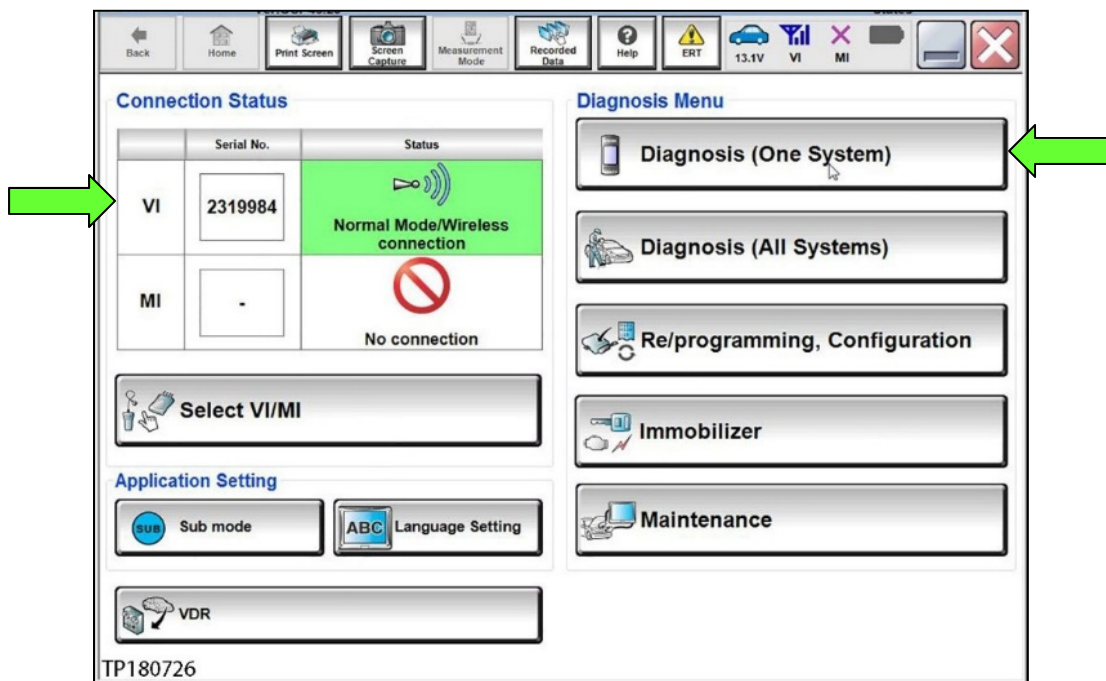 Back
Home
Print Screen
Screen Capture
Measurement Mode
Recorded Data
Help
ERT
13.1V
VI
MI
Connection Status
Serial No. Status
VI 2319984 Normal Mode/Wireless
connection
MI - No connection
Select VI/MI
Application Setting
SUB Sub mode
ABC Language Setting
VDR
Diagnosis Menu
Diagnosis (One System)
Diagnosis (All Systems)
Re/programming, Configuration
Immobilizer
Maintenance
TP180726